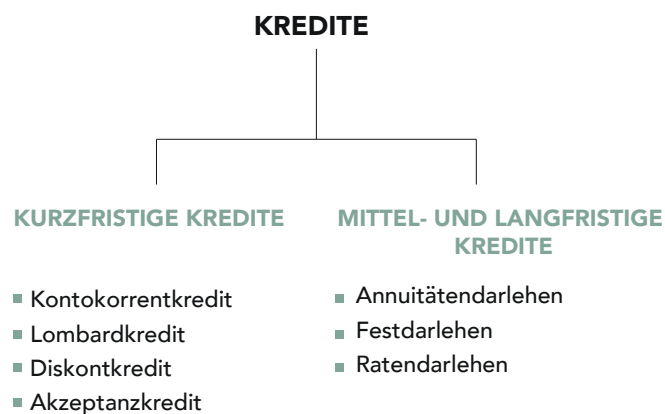 KREDITE
KURZFRISTIGE KREDITE
Kontokorrentkredit
Lombardkredit
Diskontkredit
Akzeptanzkredit
MITTEL- UND LANGFRISTIGE
KREDITE
Annuitätendarlehen
Festdarlehen
Ratendarlehen